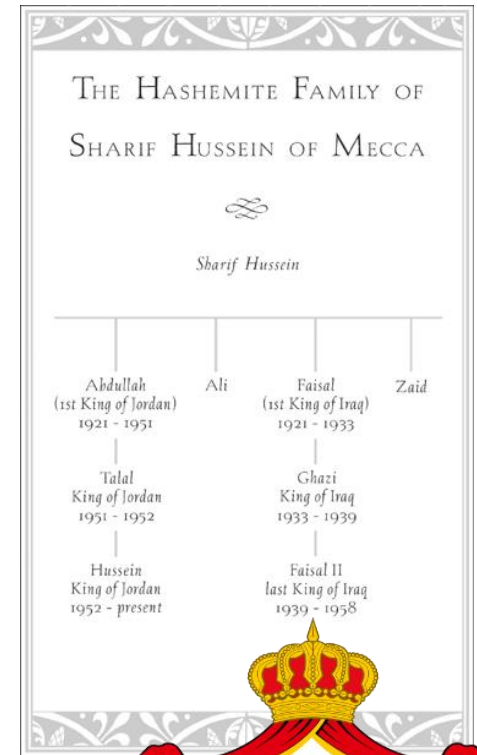 The Hashemite Family of
Sharif Hussein of Mecca
Sharif Hussein
Abdullah
(1st King of Jordan)
1921 - 1951
Ali
Faisal
(1st King of Iraq)
1921 - 1933
Zaid
Talal
King of Jordan
1951 - 1952
Ghazi
King of Iraq
1933 - 1939
Hussein
King of Jordan
1952 - present
Faisal II
last King of Iraq
1939 - 1958